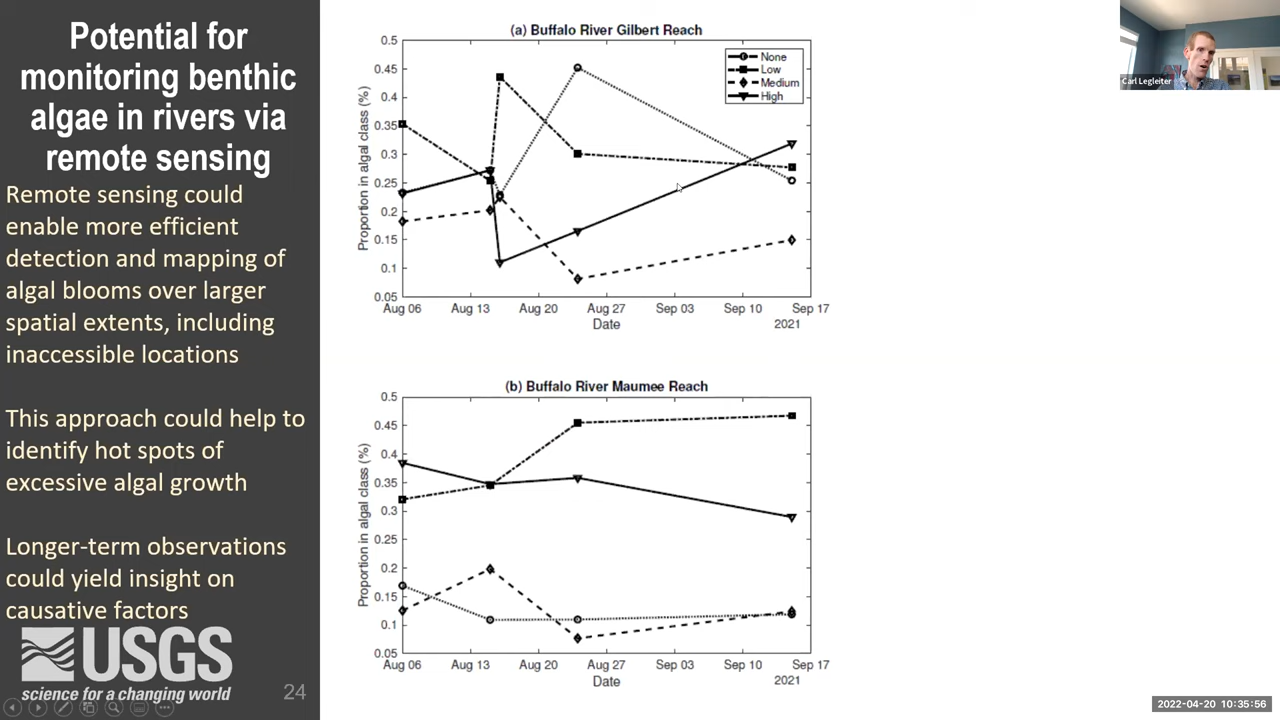 Potential for
monitoring benthic
algae in rivers via
remote sensing
Remote sensing could
enable more efficient
detection and mapping of
algal blooms over larger
spatial extents, including
inaccessible locations
This approach could help to
identify hot spots of
excessive algal growth
Longer-term observations
could yield insight on
causative factors
USGS
science for a changing world
24
(a) Buffalo River Gilbert Reach
Proportion in algal class (%)
0.5
0.45
0.4
0.35
0.3
0.25
0.2
0.15
0.1
0.05
None
Low
Medium
High
Aug 06 Aug 13 Aug 20 Aug 27 Sep 03 Sep 10 Sep 17
Date 2021
(b) Buffalo River Maumee Reach
Proportion in algal class (%)
0.5
0.45
0.4
0.35
0.3
0.25
0.2
0.15
0.1
0.05
Aug 06 Aug 13 Aug 20 Aug 27 Sep 03 Sep 10 Sep 17
Date 2021
Carl Legleiter
2022-04-20 10:35:56